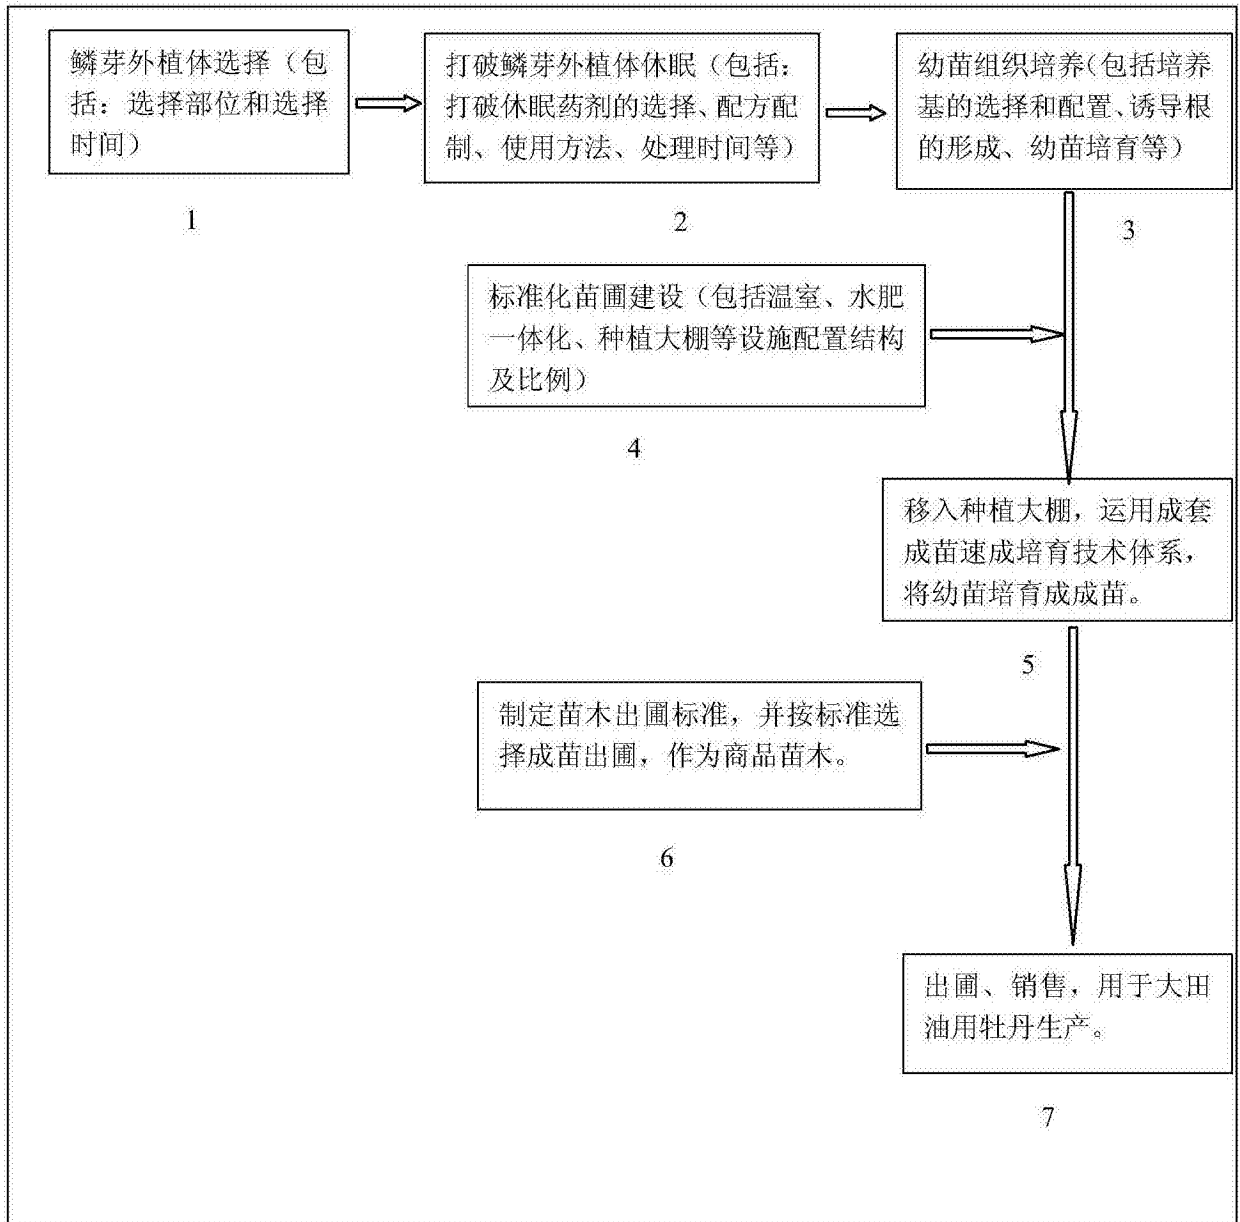 鳞芽外植体选择（包
括：选择部位和选择
时间）
1
打破鳞芽外植体休眠（包括：
打破休眠药剂的选择、配方配
制、使用方法、处理时间等）
2
幼苗组织培养(包括培养
基的选择和配置、诱导根
的形成、幼苗培育等）
3
标准化苗圃建设（包括温室、水肥
一体化、种植大棚等设施配置结构
及比例）
4
移入种植大棚，运用成套
成苗速成培育技术体系，
将幼苗培育成成苗。
5
制定苗木出圃标准，并按标准选
择成苗出圃，作为商品苗木。
6
出圃、销售，用于大田
油用牡丹生产。
7